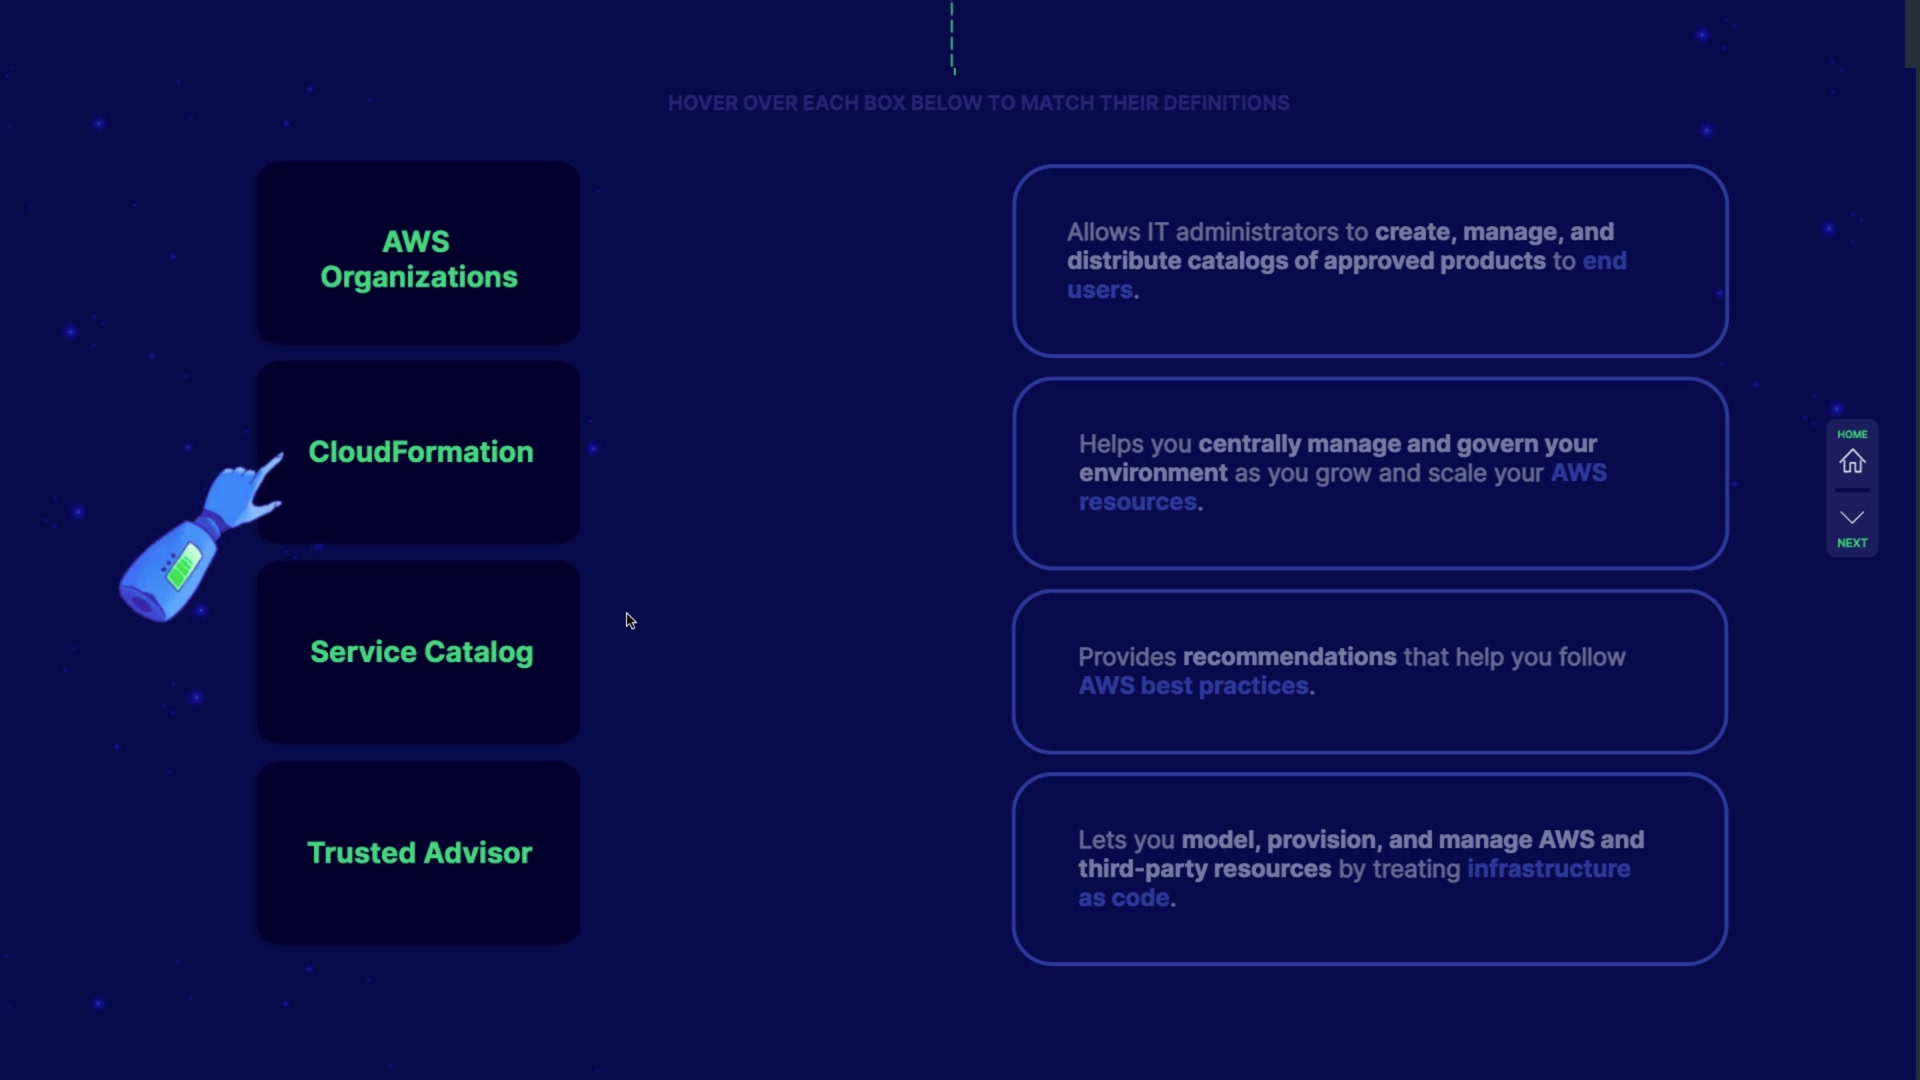 HOVER OVER EACH BOX BELOW TO MATCH THEIR DEFINITIONS
AWS
Organizations
CloudFormation
Service Catalog
Trusted Advisor
Allows IT administrators to create, manage, and
distribute catalogs of approved products to end
users.
Helps you centrally manage and govern your
environment as you grow and scale your AWS
resources.
Provides recommendations that help you follow
AWS best practices.
Lets you model, provision, and manage AWS and
third-party resources by treating infrastructure
as code.
HOME
NEXT